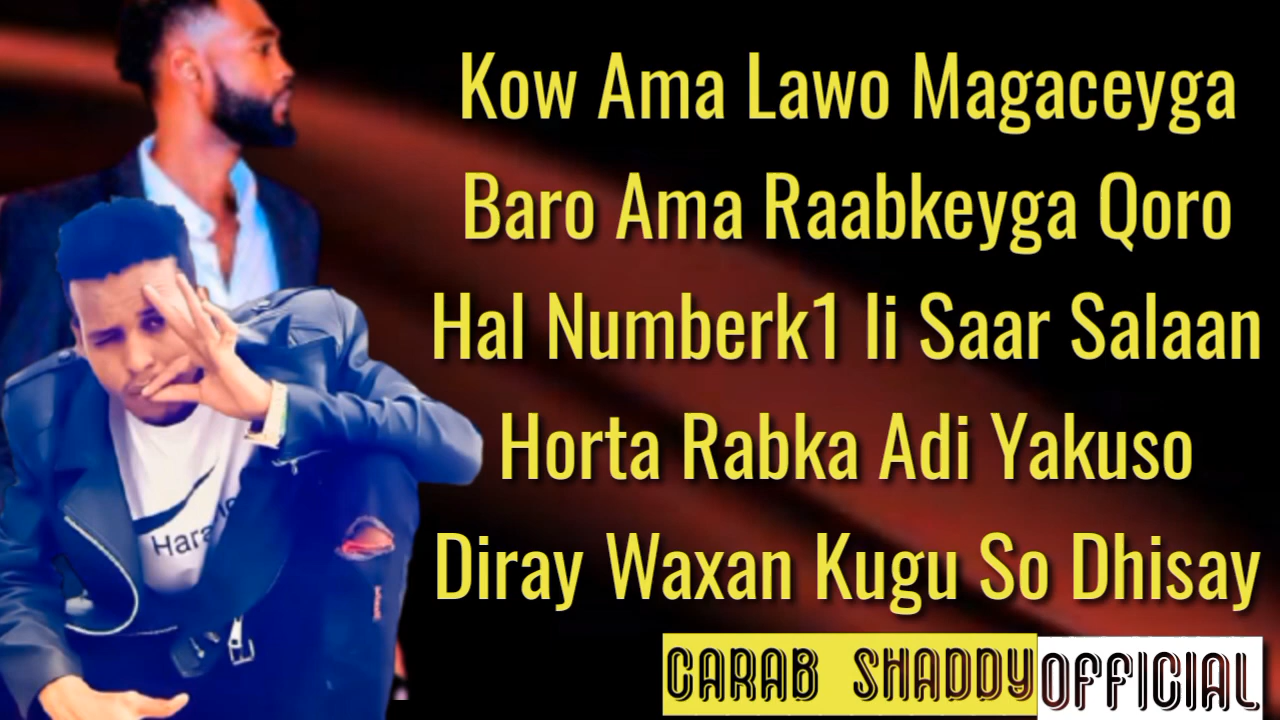 Kow Ama Lawo Magaceyga
Baro Ama Raabkeyga Qoro
Hal Numberk1 Ii Saar Salaan
Horta Rabka Adi Yakuso
Diray Waxan Kugu So Dhisay
CARAB SHADDY OFFICIAL